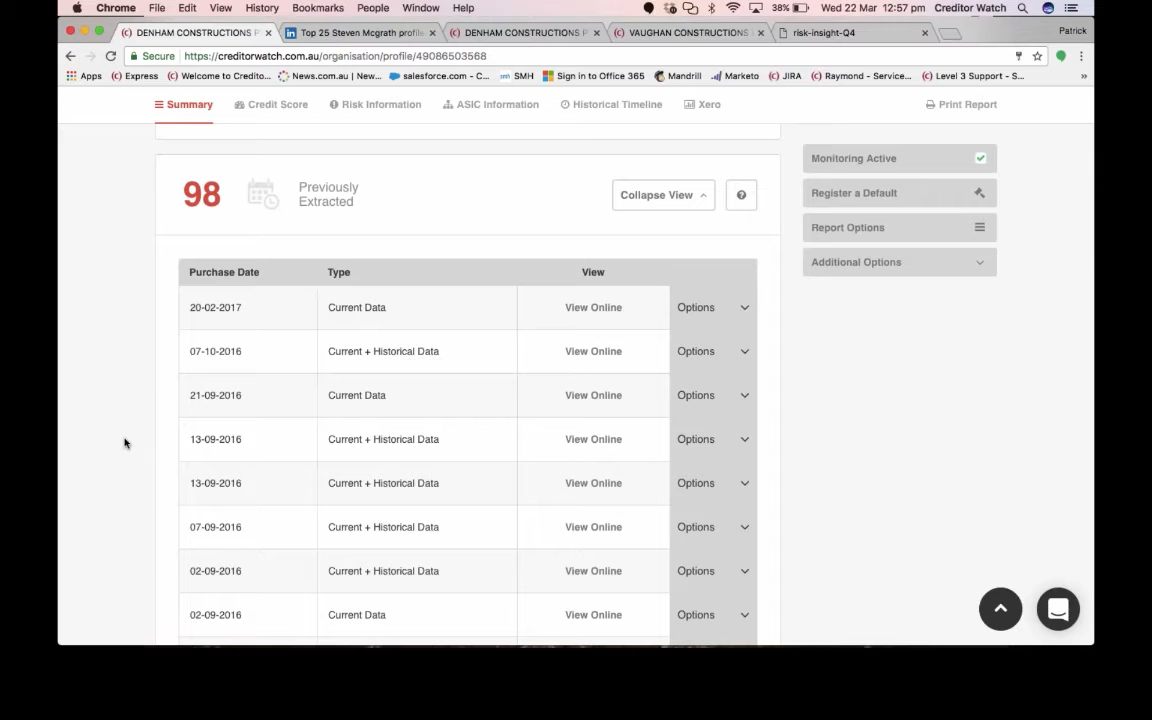 Chrome File Edit View History Bookmarks People Window Help 38% Wed 22 Mar 12:57 pm Creditor Watch
DENHAM CONSTRUCTIONS P Top 25 Steven Mcgrath profile DENHAM CONSTRUCTIONS P VAUGHAN CONSTRUCTIONS risk-insight-Q4 Patrick
Secure https://creditorwatch.com.au/organisation/profile/49086503568
Apps Express Welcome to Credito... News.com.au | New... salesforce.com - C... SMH Sign in to Office 365 Mandrill Marketo JIRA Raymond - Service... Level 3 Support - S... »
Summary Credit Score Risk Information ASIC Information Historical Timeline Xero Print Report
98 Previously Extracted Collapse View
Monitoring Active
Register a Default
Report Options
Additional Options
Purchase Date Type View
20-02-2017 Current Data View Online Options
07-10-2016 Current + Historical Data View Online Options
21-09-2016 Current Data View Online Options
13-09-2016 Current + Historical Data View Online Options
13-09-2016 Current + Historical Data View Online Options
07-09-2016 Current + Historical Data View Online Options
02-09-2016 Current + Historical Data View Online Options
02-09-2016 Current Data View Online Options